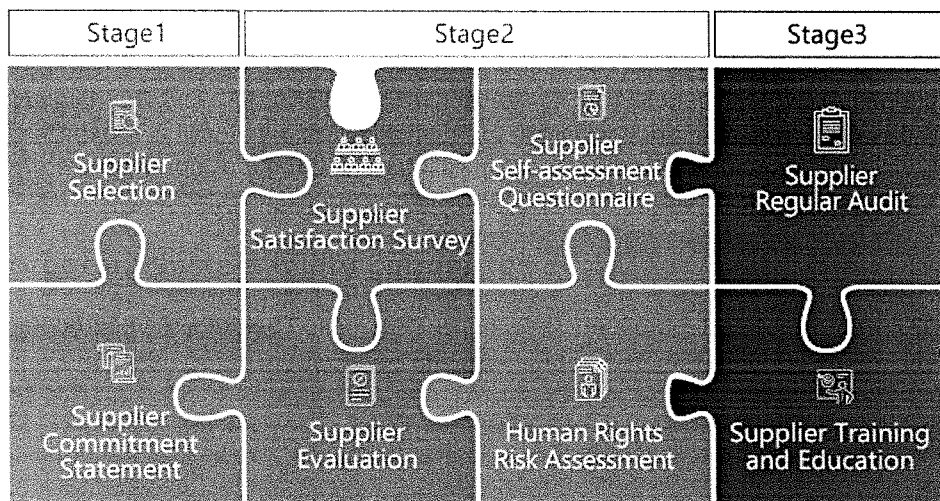 Stage1
Stage2
Stage3
Supplier
Selection
Supplier
Satisfaction Survey
Supplier
Self-assessment
Questionnaire
Supplier
Regular Audit
Supplier
Commitment
Statement
Supplier
Evaluation
Human Rights
Risk Assessment
Supplier Training
and Education